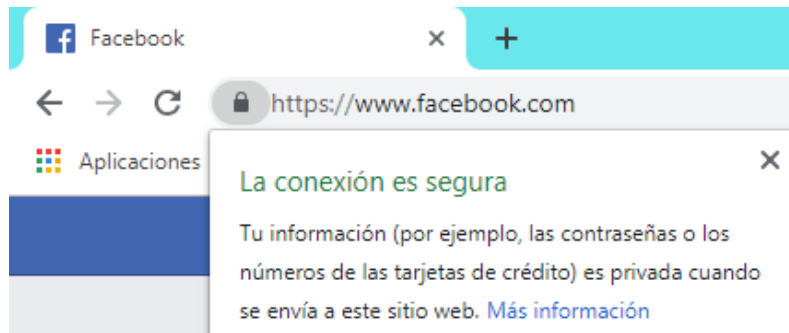 Facebook
https://www.facebook.com
Aplicaciones
La conexión es segura
Tu información (por ejemplo, las contraseñas o los
números de las tarjetas de crédito) es privada cuando
se envía a este sitio web. Más información